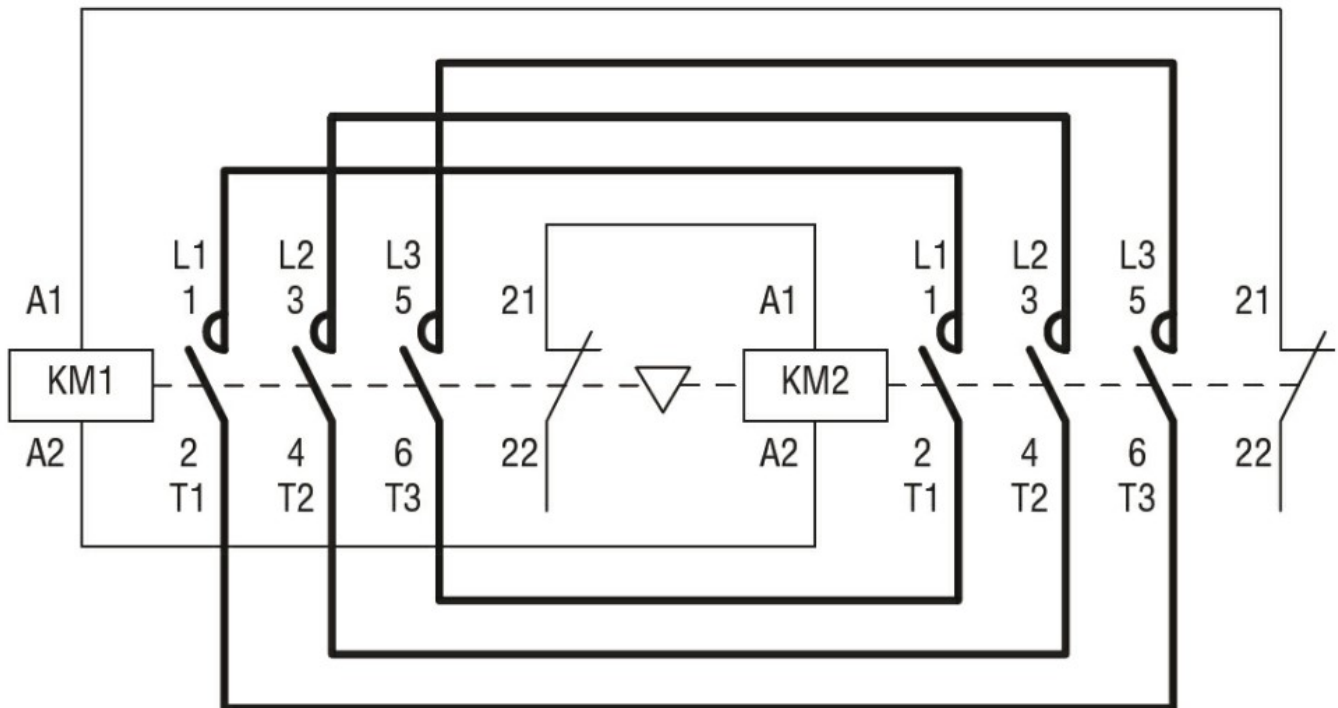 L1 L2 L3 L1 L2 L3
A1 1 3 5 21 A1 1 3 5 21
KM1 KM2
A2 2 4 6 22 A2 2 4 6 22
T1 T2 T3 T1 T2 T3